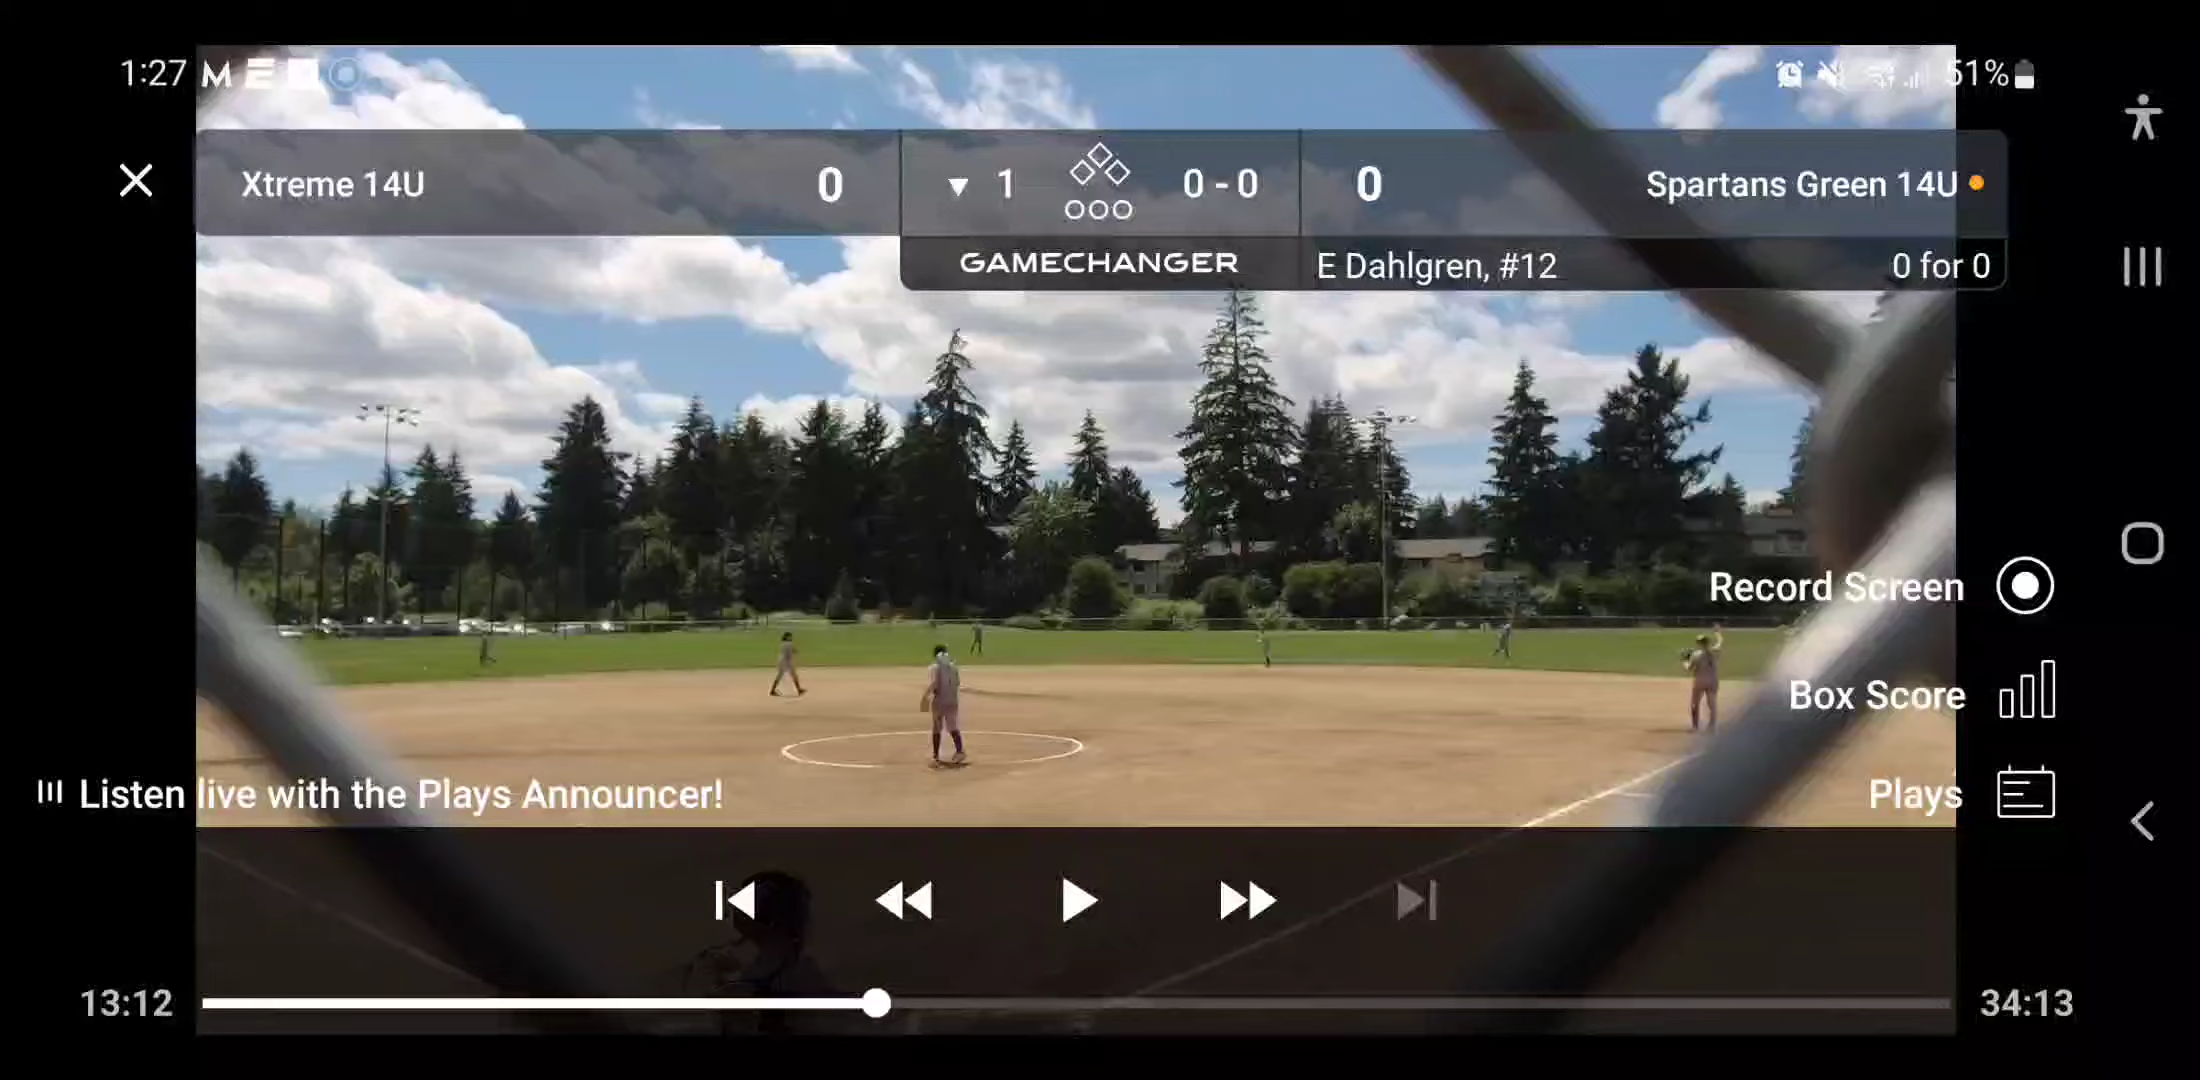 1:27
51%
Xtreme 14U 0
▼ 1 0 - 0
0 Spartans Green 14U
GAMECHANGER
E Dahlgren, #12 0 for 0
Record Screen
Box Score
Listen live with the Plays Announcer!
Plays
13:12
34:13